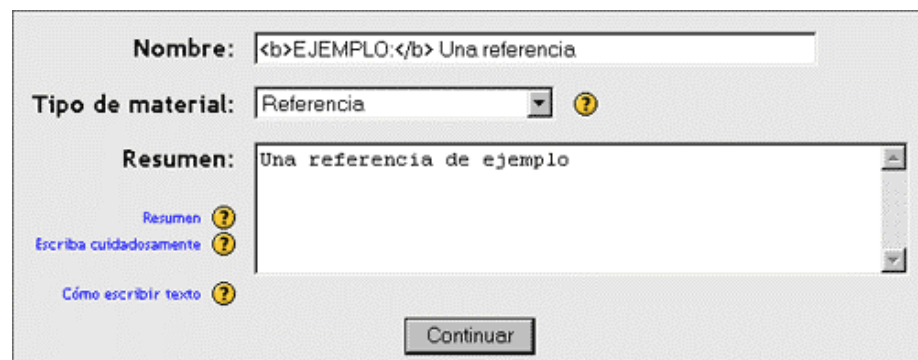 Nombre: <b>EJEMPLO:</b> Una referencia
Tipo de material: Referencia ?
Resumen: Una referencia de ejemplo
Resumen ?
Escriba cuidadosamente ?
Cómo escribir texto ?
Continuar